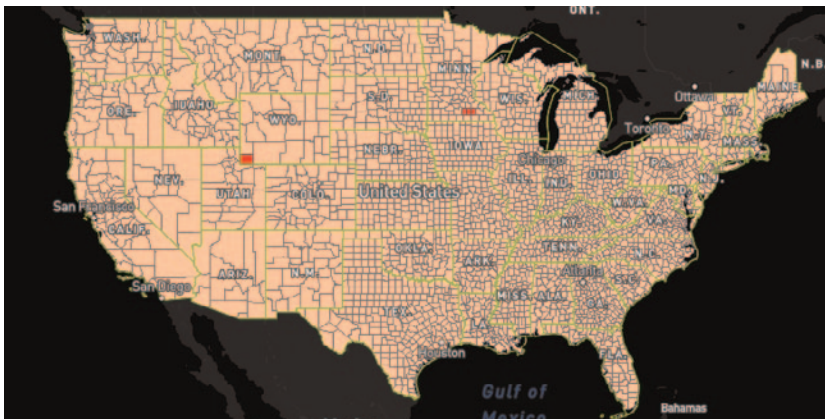 ONT.
WASH.
N.D.
MONT.
MINN.
N.B.
MAINE
ORE.
IDAHO
S.D.
WIS.
MICH.
Ottawa
VT.
WYO.
Toronto
N.Y.
MASS.
NEBR.
IOWA
Chicago
NEV.
UTAH
COLO.
United States
ILL.
IND.
OHIO
PA.
N.J.
MD.
W.VA.
VA.
San Francisco
CALIF.
KY.
San Diego
ARIZ.
N.M.
OKLA.
ARK.
TENN.
N.C.
Atlanta
S.C.
MISS.
ALA.
GA.
TEX.
LA.
Houston
FLA.
Gulf of
Mexico
Bahamas